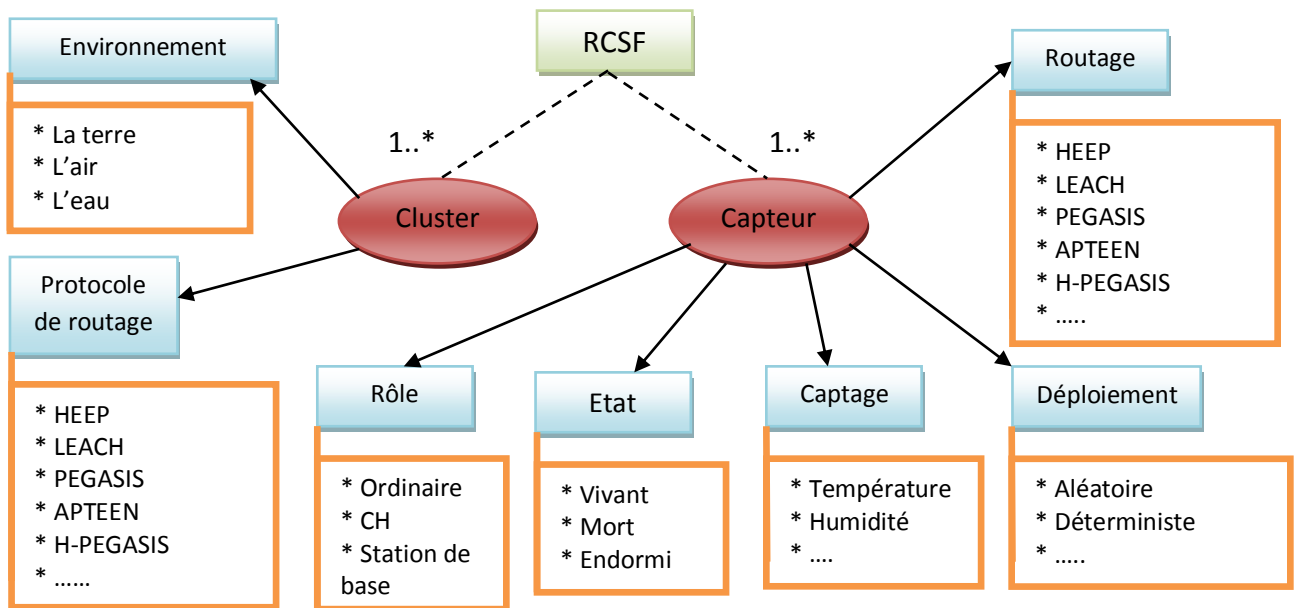 RCSF
1..*
1..*
Environnement
* La terre
* L’air
* L’eau
Cluster
Capteur
Routage
* HEEP
* LEACH
* PEGASIS
* APTEEN
* H-PEGASIS
* …..
Protocole
de routage
* HEEP
* LEACH
* PEGASIS
* APTEEN
* H-PEGASIS
* ……
Rôle
* Ordinaire
* CH
* Station de
base
Etat
* Vivant
* Mort
* Endormi
Captage
* Température
* Humidité
* ….
Déploiement
* Aléatoire
* Déterministe
* …..